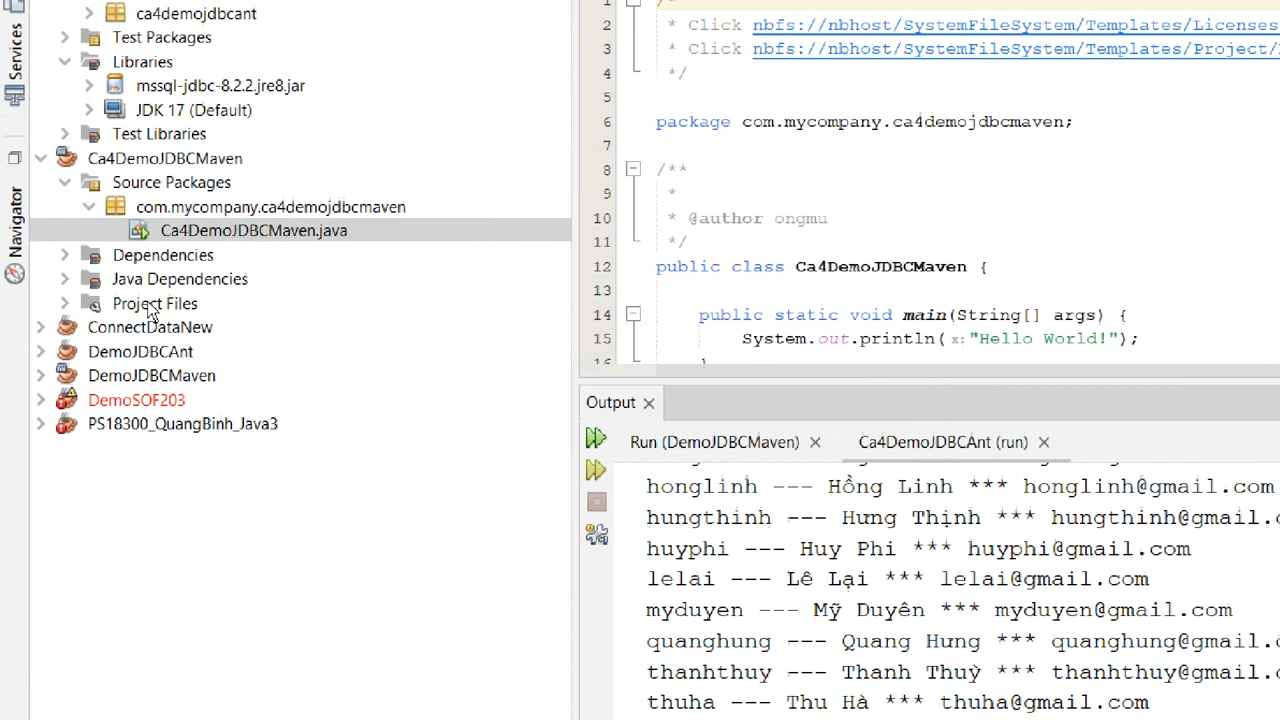 Services
Navigator
ca4demojdbcant
Test Packages
Libraries
mssql-jdbc-8.2.2.jre8.jar
JDK 17 (Default)
Test Libraries
Ca4DemoJDBCMaven
Source Packages
com.mycompany.ca4demojdbcmaven
Ca4DemoJDBCMaven.java
Dependencies
Java Dependencies
Project Files
ConnectDataNew
DemoJDBCAnt
DemoJDBCMaven
DemoSOF203
PS18300_QuangBinh_Java3
1 /*
2 * Click nbfs://nbhost/SystemFileSystem/Templates/Licenses
3 * Click nbfs://nbhost/SystemFileSystem/Templates/Project/
4 */
5
6 package com.mycompany.ca4demojdbcmaven;
7
8 /**
9 *
10 * @author ongmu
11 */
12 public class Ca4DemoJDBCMaven {
13
14 public static void main(String[] args) {
15 System.out.println(x:"Hello World!");
16 }
Output
Run (DemoJDBCMaven) Ca4DemoJDBCAnt (run)
honglinh --- Hồng Linh *** honglinh@gmail.com
hungthinh --- Hưng Thịnh *** hungthinh@gmail.c
huyphi --- Huy Phi *** huyphi@gmail.com
lelai --- Lê Lại *** lelai@gmail.com
myduyen --- Mỹ Duyên *** myduyen@gmail.com
quanghung --- Quang Hưng *** quanghung@gmail.c
thanhthuy --- Thanh Thuỳ *** thanhthuy@gmail.c
thuha --- Thu Hà *** thuha@gmail.com